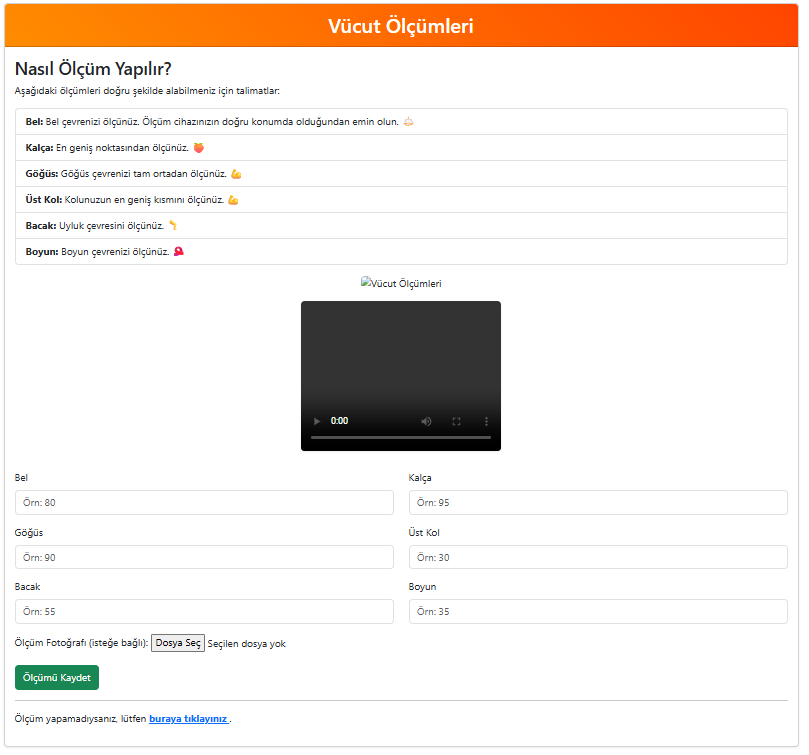 Vücut Ölçümleri
Nasıl Ölçüm Yapılır?
Aşağıdaki ölçümleri doğru şekilde alabilmeniz için talimatlar:
Bel: Bel çevrenizi ölçünüz. Ölçüm cihazınızın doğru konumda olduğundan emin olun.
Kalça: En geniş noktasından ölçünüz. 🍑
Göğüs: Göğüs çevrenizi tam ortadan ölçünüz. 💪
Üst Kol: Kolunuzun en geniş kısmını ölçünüz. 💪
Bacak: Uyluk çevresini ölçünüz.
Boyun: Boyun çevrenizi ölçünüz.
Vücut Ölçümleri
0:00
Bel Kalça
Örn: 80 Örn: 95
Göğüs Üst Kol
Örn: 90 Örn: 30
Bacak Boyun
Örn: 55 Örn: 35
Ölçüm Fotoğrafı (isteğe bağlı): Dosya Seç Seçilen dosya yok
Ölçümü Kaydet
Ölçüm yapamadıysanız, lütfen buraya tıklayınız .